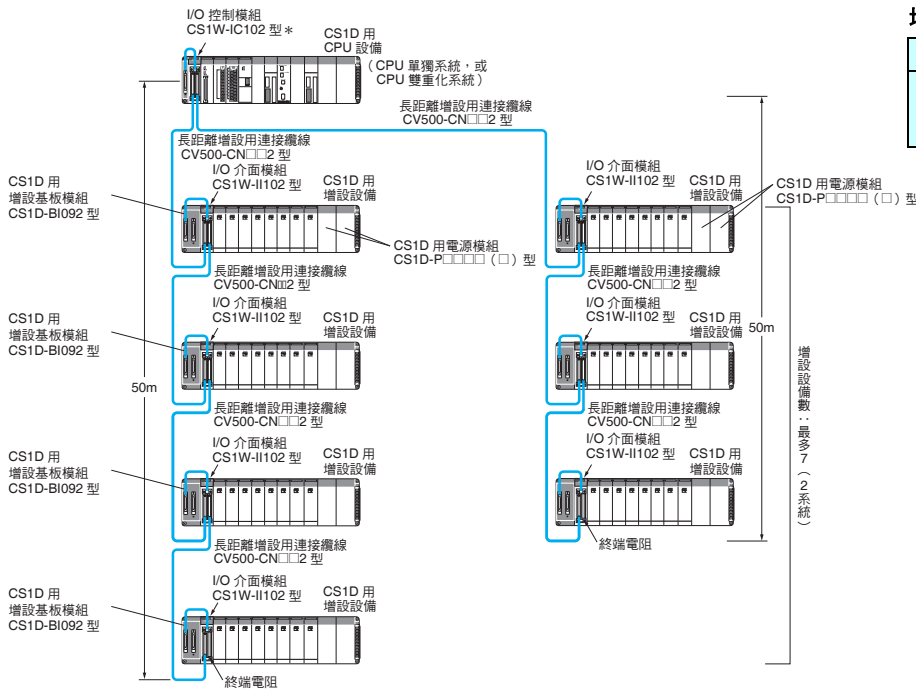 I/O 控制模組
CS1W-IC102 型＊
CS1D 用
CPU 設備
（CPU 單獨系統，或
CPU 雙重化系統）
長距離增設用連接纜線
CV500-CN□□2 型
長距離增設用連接纜線
CV500-CN□□2 型
CS1D 用
增設基板模組
CS1D-BI092 型
I/O 介面模組
CS1W-II102 型
CS1D 用
增設設備
CS1D 用電源模組
CS1D-P□□□□（□）型
I/O 介面模組
CS1W-II102 型
CS1D 用
增設設備
CS1D 用電源模組
CS1D-P□□□□（□）型
長距離增設用連接纜線
CV500-CN□□2 型
長距離增設用連接纜線
CV500-CN□□2 型
CS1D 用
增設基板模組
CS1D-BI092 型
I/O 介面模組
CS1W-II102 型
CS1D 用
增設設備
I/O 介面模組
CS1W-II102 型
CS1D 用
增設設備
50m
50m
增設設備數：最多7（2系統）
長距離增設用連接纜線
CV500-CN□□2 型
長距離增設用連接纜線
CV500-CN□□2 型
CS1D 用
增設基板模組
CS1D-BI092 型
I/O 介面模組
CS1W-II102 型
CS1D 用
增設設備
I/O 介面模組
CS1W-II102 型
CS1D 用
增設設備
終端電阻
長距離增設用連接纜線
CV500-CN□□2 型
CS1D 用
增設基板模組
CS1D-BI092 型
I/O 介面模組
CS1W-II102 型
CS1D 用
增設設備
終端電阻